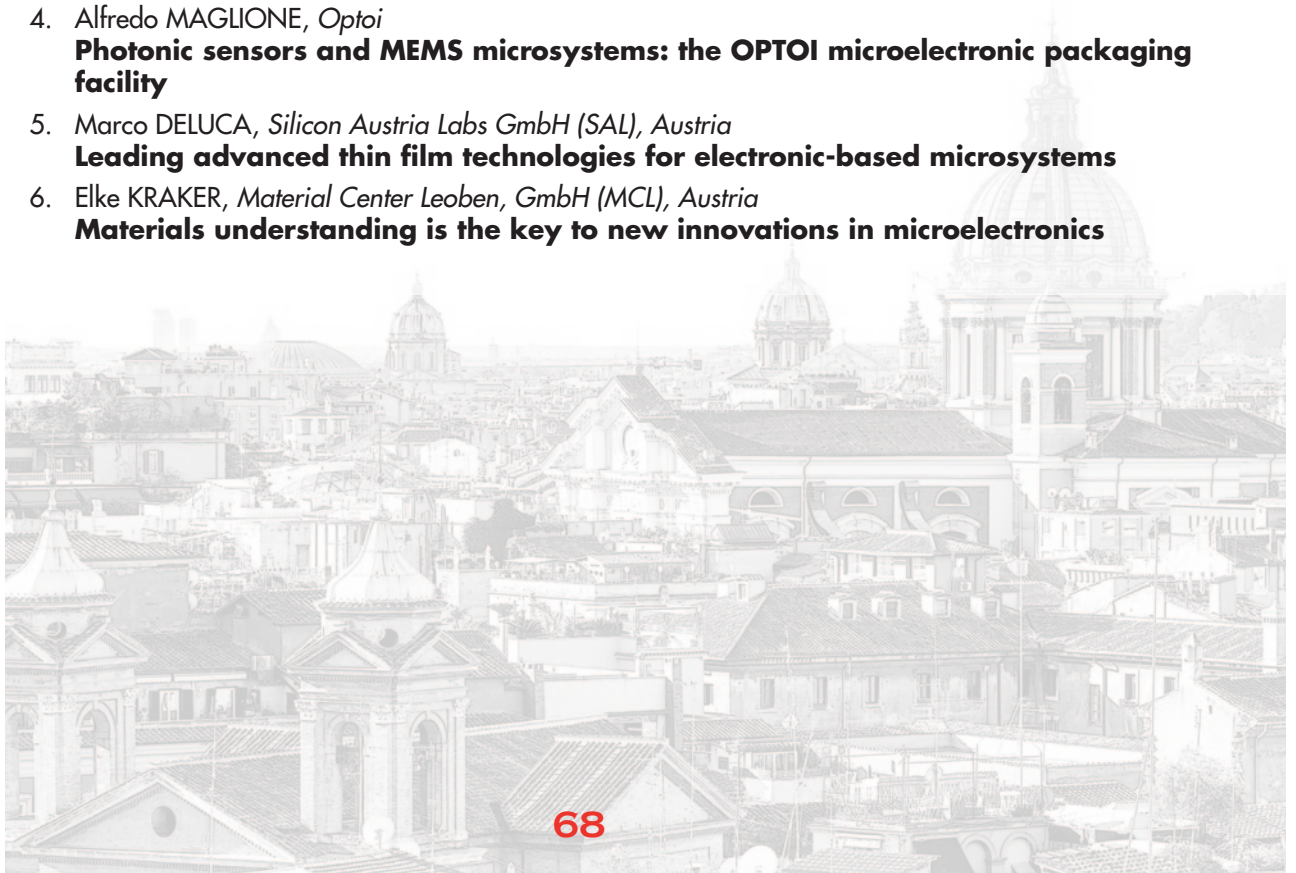 4. Alfredo MAGLIONE, Optoi
Photonic sensors and MEMS microsystems: the OPTOI microelectronic packaging
facility
5. Marco DELUCA, Silicon Austria Labs GmbH (SAL), Austria
Leading advanced thin film technologies for electronic-based microsystems
6. Elke KRAKER, Material Center Leoben, GmbH (MCL), Austria
Materials understanding is the key to new innovations in microelectronics
68